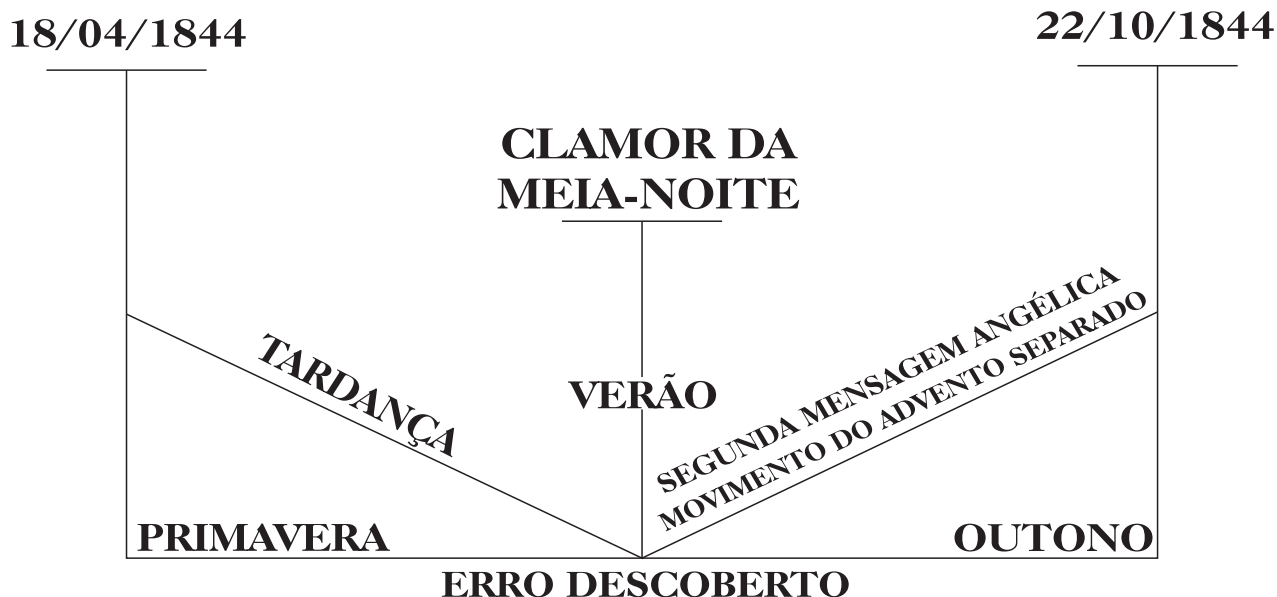 18/04/1844
22/10/1844
CLAMOR DA
MEIA-NOITE
TARDANÇA
VERÃO
SEGUNDA MENSAGEM ANGÉLICA
MOVIMENTO DO ADVENTO SEPARADO
PRIMAVERA
OUTONO
ERRO DESCOBERTO